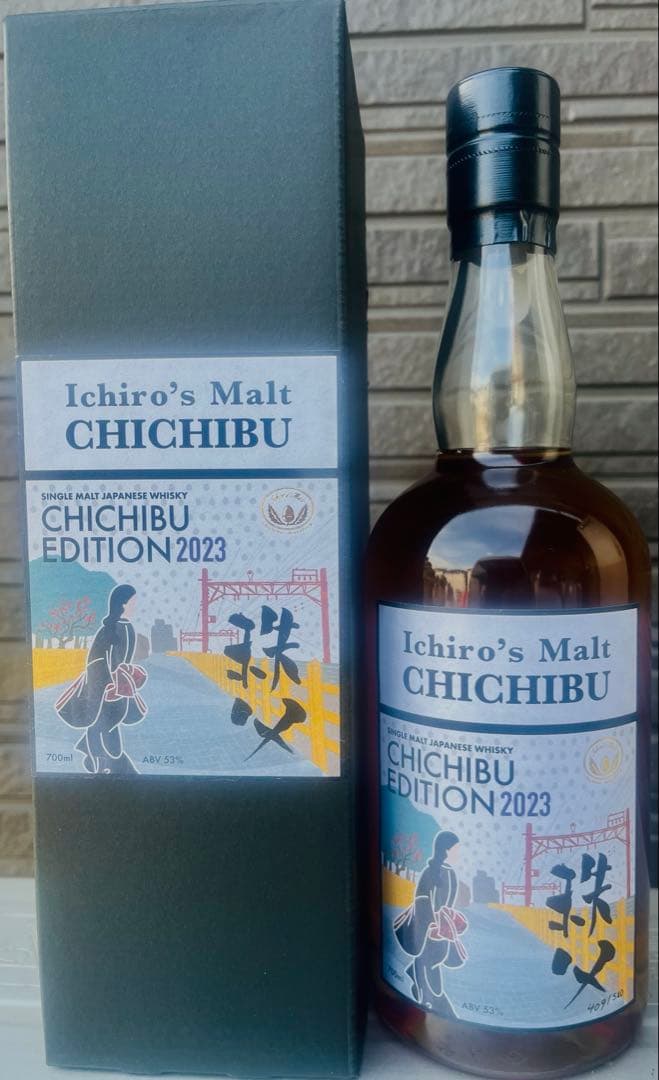 Ichiro's Malt
CHICHIBU
SINGLE MALT JAPANESE WHISKY
CHICHIBU
EDITION 2023
秩父
700ml
ABV 53%
Ichiro's Malt
CHICHIBU
SINGLE MALT JAPANESE WHISKY
CHICHIBU
EDITION 2023
秩父
700ml
ABV 53%